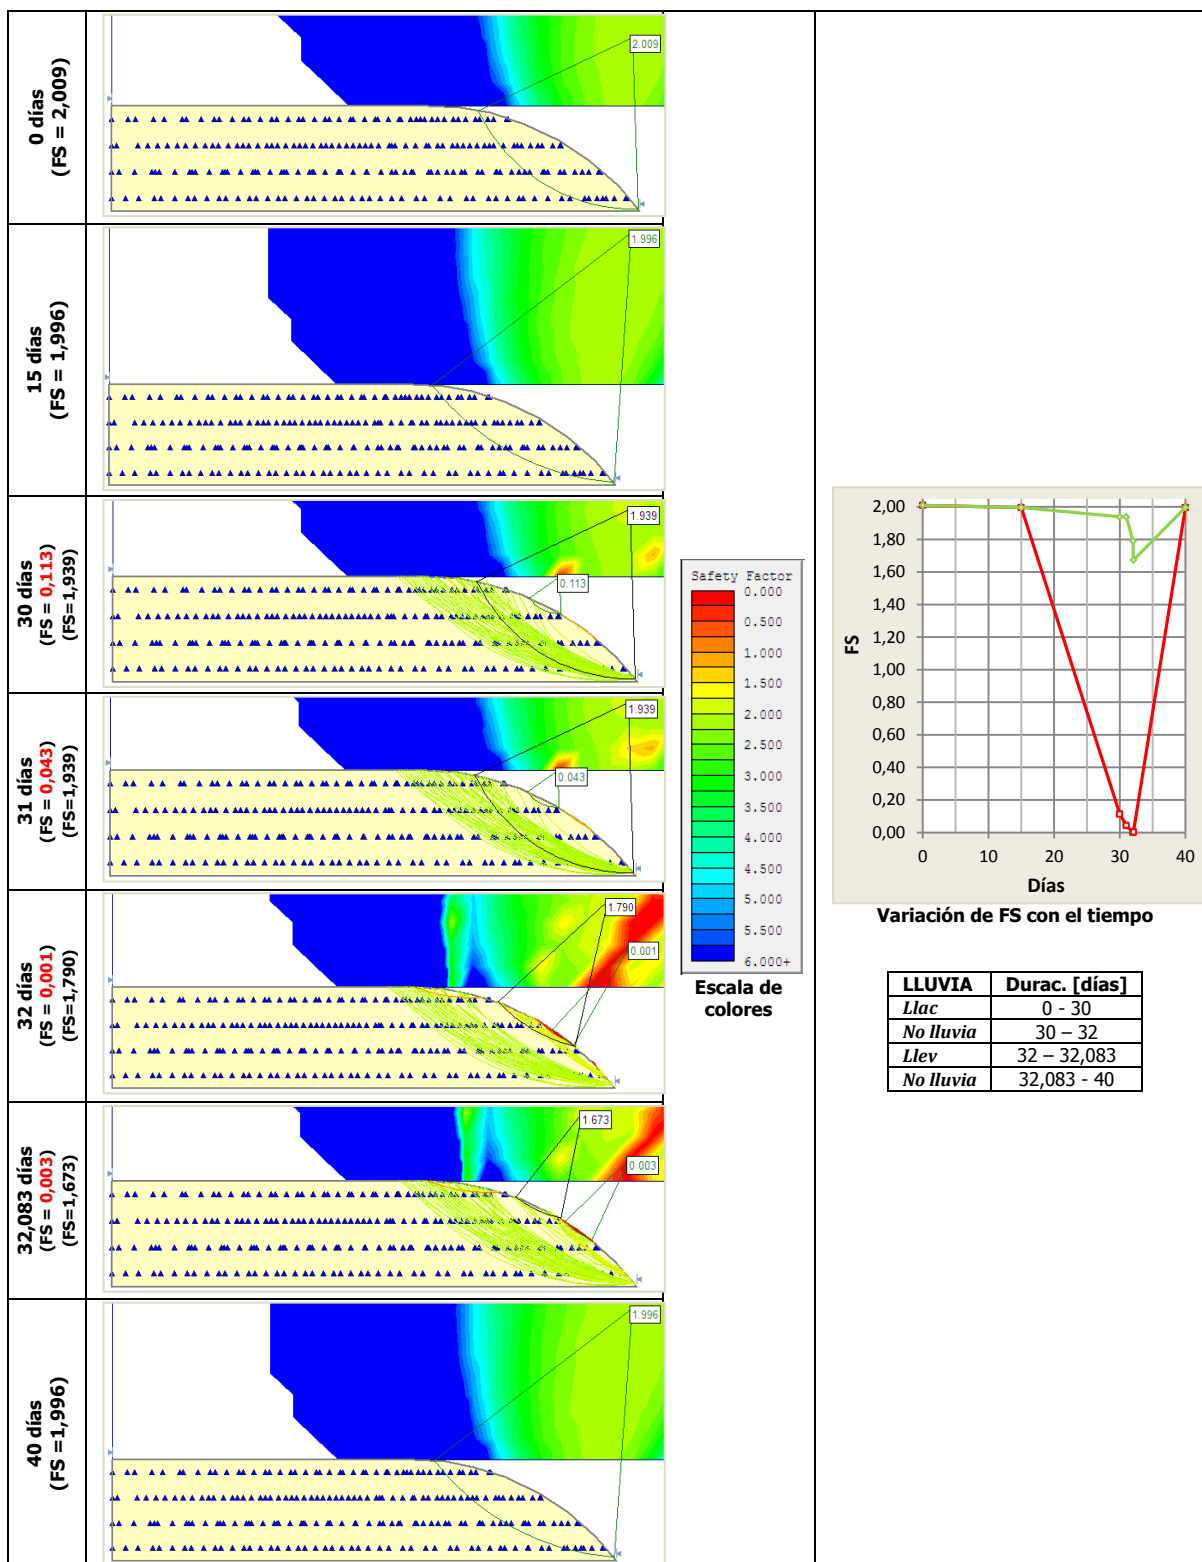 0 días
(FS = 2,009)
2.009
15 días
(FS = 1,996)
1.996
30 días
(FS = 0,113)
(FS=1,939)
1.939
0.113
31 días
(FS = 0,043)
(FS=1,939)
1.939
0.043
32 días
(FS = 0,001)
(FS=1,790)
1.790
0.001
32,083 días
(FS = 0,003)
(FS=1,673)
1.673
0.003
40 días
(FS =1,996)
1.996
Safety Factor
0.000
0.500
1.000
1.500
2.000
2.500
3.000
3.500
4.000
4.500
5.000
5.500
6.000+
Escala de
colores
2,00
1,80
1,60
1,40
1,20
1,00
0,80
0,60
0,40
0,20
0,00
FS
0 10 20 30 40
Días
Variación de FS con el tiempo
LLUVIA Durac. [días]
Llac 0 - 30
No lluvia 30 – 32
Llev 32 – 32,083
No lluvia 32,083 - 40